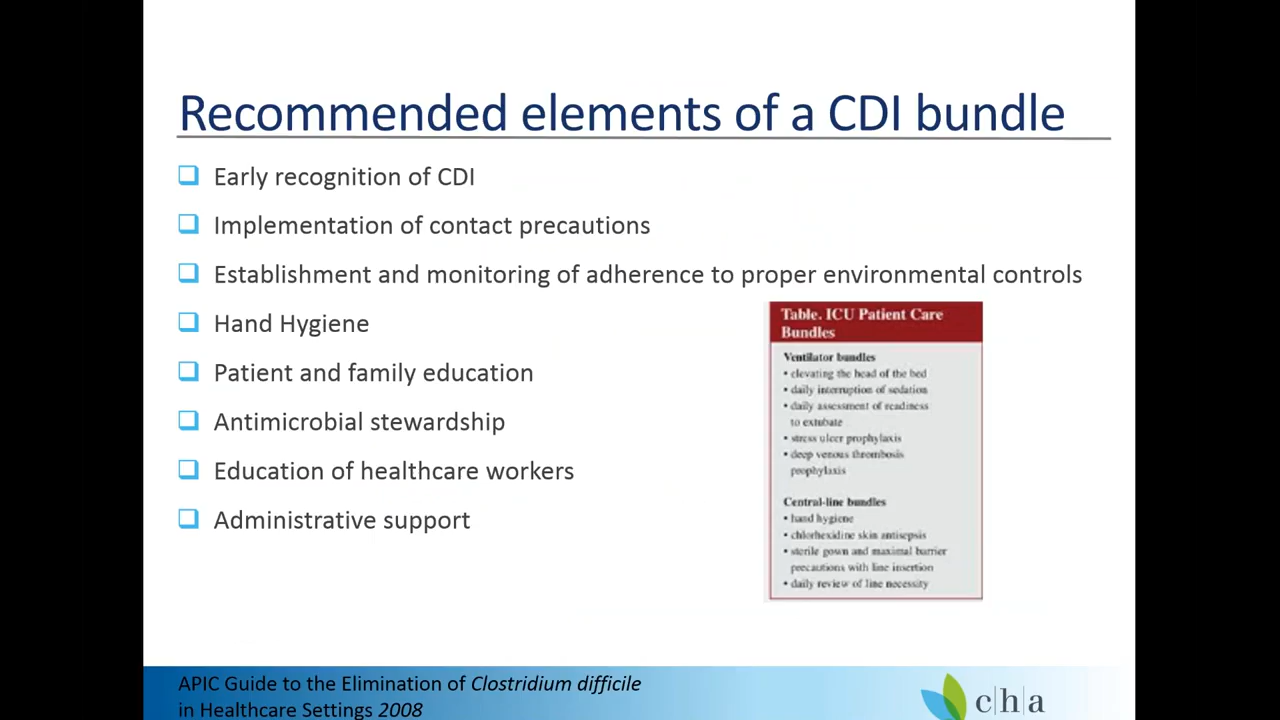 Recommended elements of a CDI bundle
Early recognition of CDI
Implementation of contact precautions
Establishment and monitoring of adherence to proper environmental controls
Hand Hygiene
Patient and family education
Antimicrobial stewardship
Education of healthcare workers
Administrative support
Table. ICU Patient Care
Bundles
Ventilator bundles
• elevating the head of the bed
• daily interruption of sedation
• daily assessment of readiness
to extubate
• stress ulcer prophylaxis
• deep venous thrombosis
prophylaxis
Central-line bundles
• hand hygiene
• chlorhexidine skin antisepsis
• sterile gown and maximal barrier
precautions with line insertion
• daily review of line necessity
APIC Guide to the Elimination of Clostridium difficile
in Healthcare Settings 2008
c|h|a